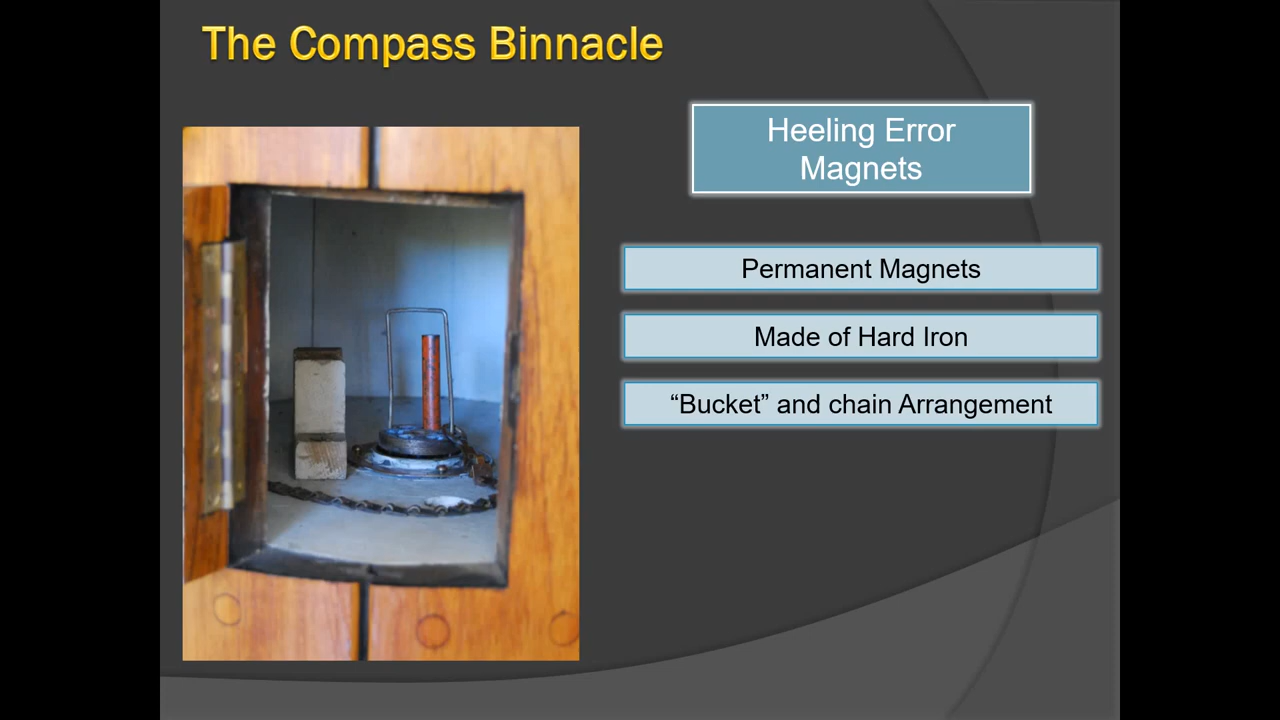 The Compass Binnacle
Heeling Error
Magnets
Permanent Magnets
Made of Hard Iron
“Bucket” and chain Arrangement